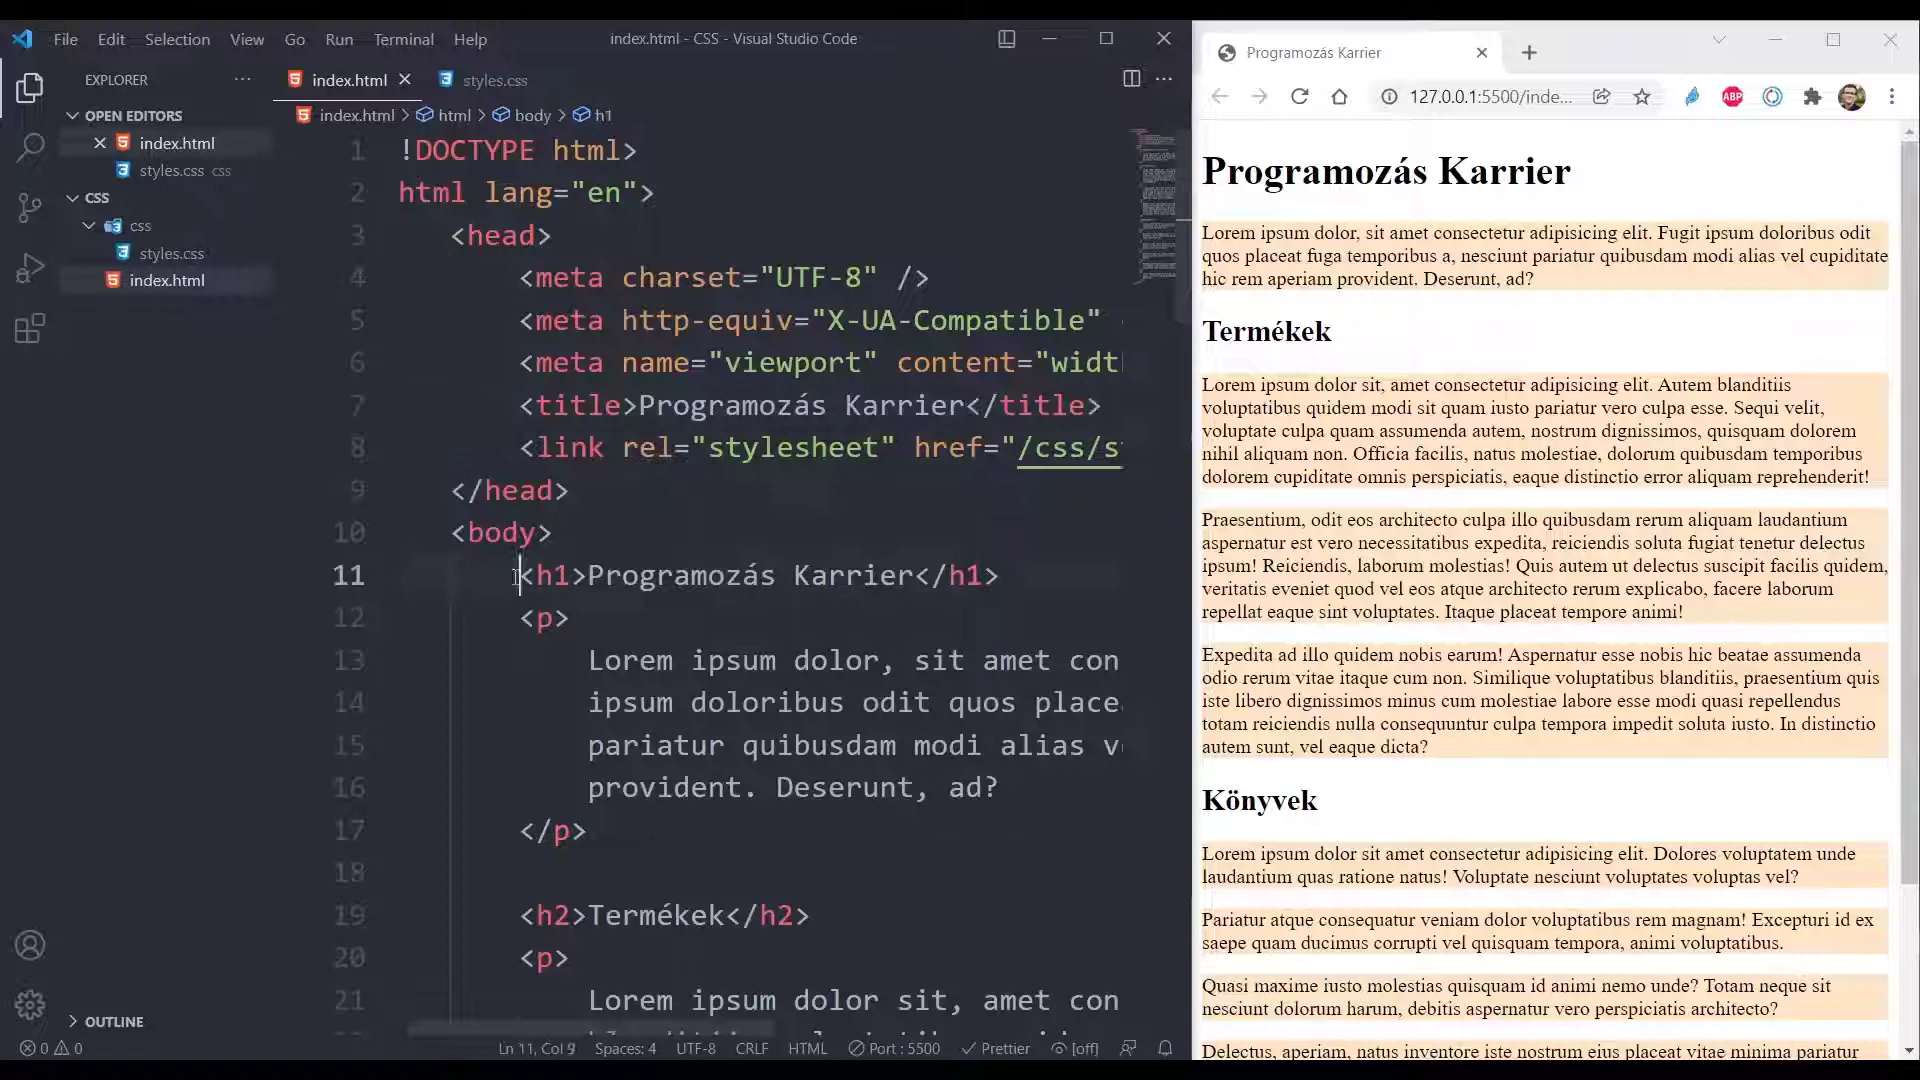 File Edit Selection View Go Run Terminal Help
index.html - CSS - Visual Studio Code
EXPLORER
OPEN EDITORS
index.html
styles.css css
CSS
css
styles.css
index.html
OUTLINE
index.html
styles.css
index.html > html > body > h1
1 !DOCTYPE html>
2 html lang="en">
3 <head>
4 <meta charset="UTF-8" />
5 <meta http-equiv="X-UA-Compatible"
6 <meta name="viewport" content="widt
7 <title>Programozás Karrier</title>
8 <link rel="stylesheet" href="/css/s
9 </head>
10 <body>
11 <h1>Programozás Karrier</h1>
12 <p>
13 Lorem ipsum dolor, sit amet con
14 ipsum doloribus odit quos place
15 pariatur quibusdam modi alias v
16 provident. Deserunt, ad?
17 </p>
18
19 <h2>Termékek</h2>
20 <p>
21 Lorem ipsum dolor sit, amet con
0 0
Ln 11, Col 9 Spaces: 4 UTF-8 CRLF HTML Port : 5500 Prettier [off]
Programozás Karrier
127.0.0.1:5500/inde...
ABP
Programozás Karrier
Lorem ipsum dolor, sit amet consectetur adipisicing elit. Fugit ipsum doloribus odit
quos placeat fuga temporibus a, nesciunt pariatur quibusdam modi alias vel cupiditate
hic rem aperiam provident. Deserunt, ad?
Termékek
Lorem ipsum dolor sit, amet consectetur adipisicing elit. Autem blanditiis
voluptatibus quidem modi sit quam iusto pariatur vero culpa esse. Sequi velit,
voluptate culpa quam assumenda autem, nostrum dignissimos, quisquam dolorem
nihil aliquam non. Officia facilis, natus molestiae, dolorum quibusdam temporibus
dolorem cupiditate omnis perspiciatis, eaque distinctio error aliquam reprehenderit!
Praesentium, odit eos architecto culpa illo quibusdam rerum aliquam laudantium
aspernatur est vero necessitatibus expedita, reiciendis soluta fugiat tenetur delectus
ipsum! Reiciendis, laborum molestias! Quis autem ut delectus suscipit facilis quidem,
veritatis eveniet quod vel eos atque architecto rerum explicabo, facere laborum
repellat eaque sint voluptates. Itaque placeat tempore animi!
Expedita ad illo quidem nobis earum! Aspernatur esse nobis hic beatae assumenda
odio rerum vitae itaque cum non. Similique voluptatibus blanditiis, praesentium quis
iste libero dignissimos minus cum molestiae labore esse modi quasi repellendus
totam reiciendis nulla consequuntur culpa tempora impedit soluta iusto. In distinctio
autem sunt, vel eaque dicta?
Könyvek
Lorem ipsum dolor sit amet consectetur adipisicing elit. Dolores voluptatem unde
laudantium quas ratione natus! Voluptate nesciunt voluptates voluptas vel?
Pariatur atque consequatur veniam dolor voluptatibus rem magnam! Excepturi id ex
saepe quam ducimus corrupti vel quisquam tempora, animi voluptatibus.
Quasi maxime iusto molestias quisquam id animi nemo unde? Totam neque sit
nesciunt dolorum harum, debitis aspernatur vero perspiciatis architecto?
Delectus, aperiam, natus inventore iste nostrum eius placeat vitae minima pariatur